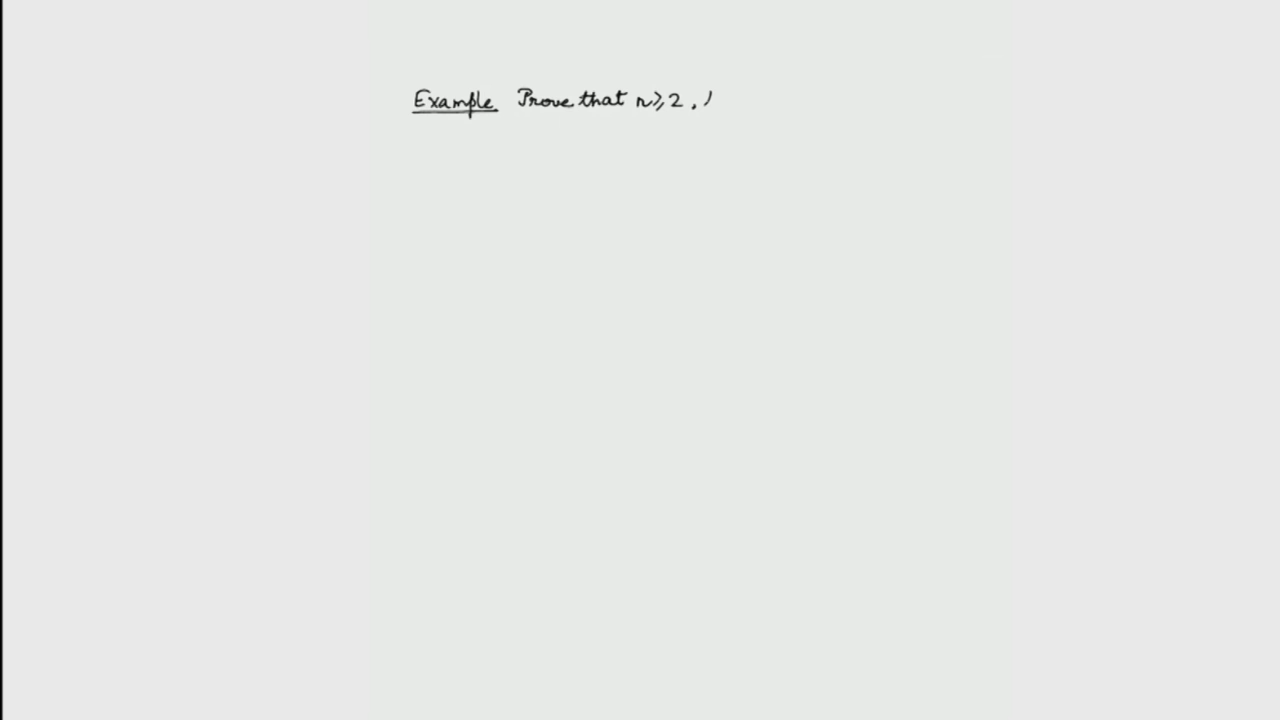 Example Prove that n ⩾ 2,